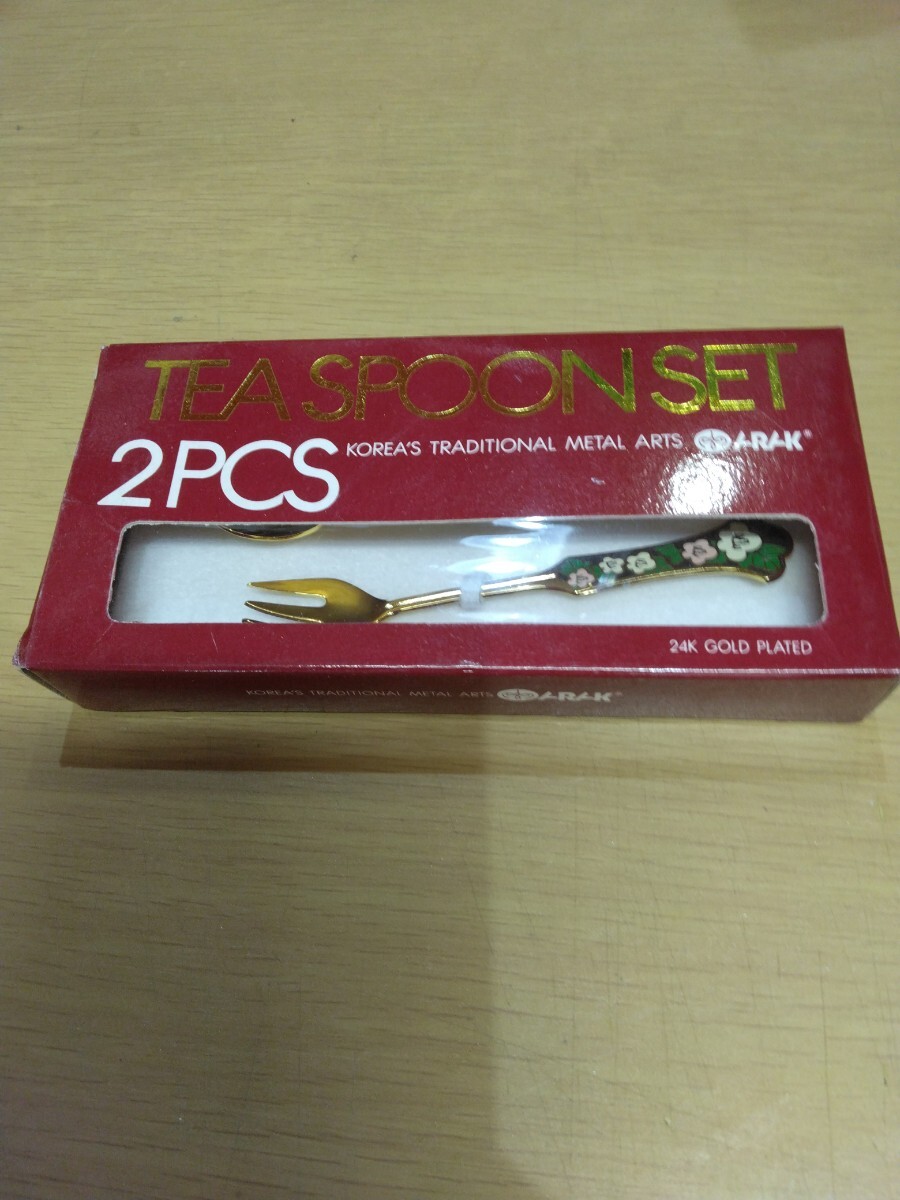 TEA SPOON SET
2PCS KOREA'S TRADITIONAL METAL ARTS ARAK®
24K GOLD PLATED
KOREA'S TRADITIONAL METAL ARTS ARAK®